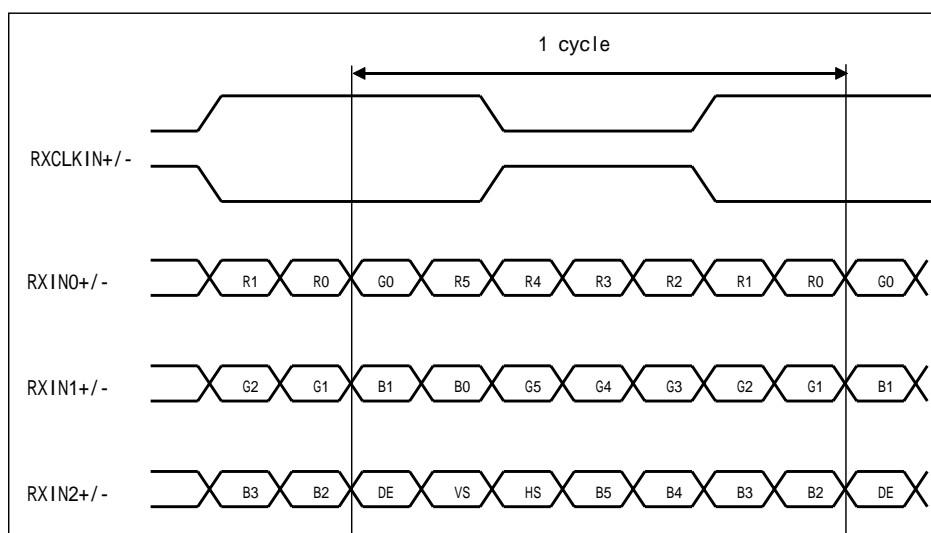 1 cycle
RXCLKIN+/-
RXIN0+/- R1 R0 G0 R5 R4 R3 R2 R1 R0 G0
RXIN1+/- G2 G1 B1 B0 G5 G4 G3 G2 G1 B1
RXIN2+/- B3 B2 DE VS HS B5 B4 B3 B2 DE